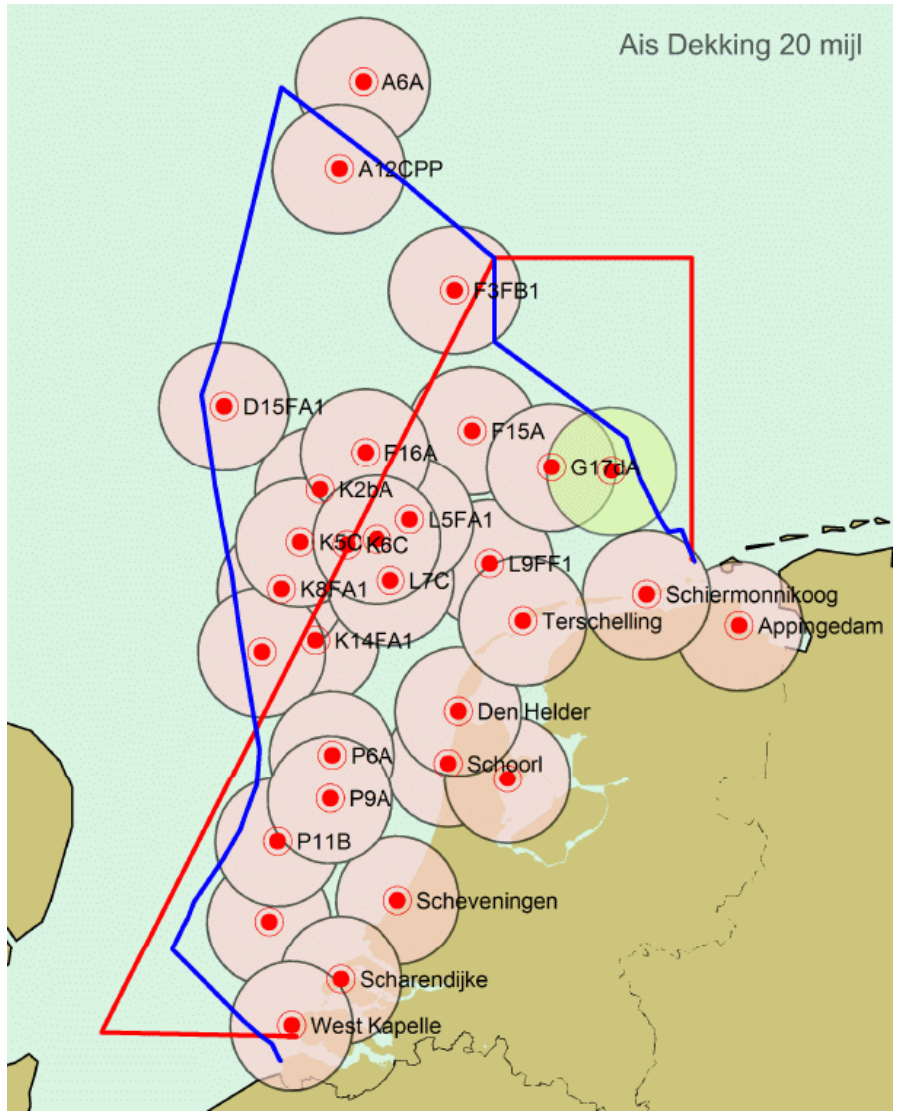 Ais Dekking 20 mijl
A6A
A12CPP
F3FB1
D15FA1
F15A
F16A
G17dA
K2bA
L5FA1
K5C
K6C
L9FF1
L7C
K8FA1
Schiermonnikoog
Terschelling
Appingedam
K14FA1
Den Helder
P6A
Schoorl
P9A
P11B
Scheveningen
Scharendijke
West Kapelle